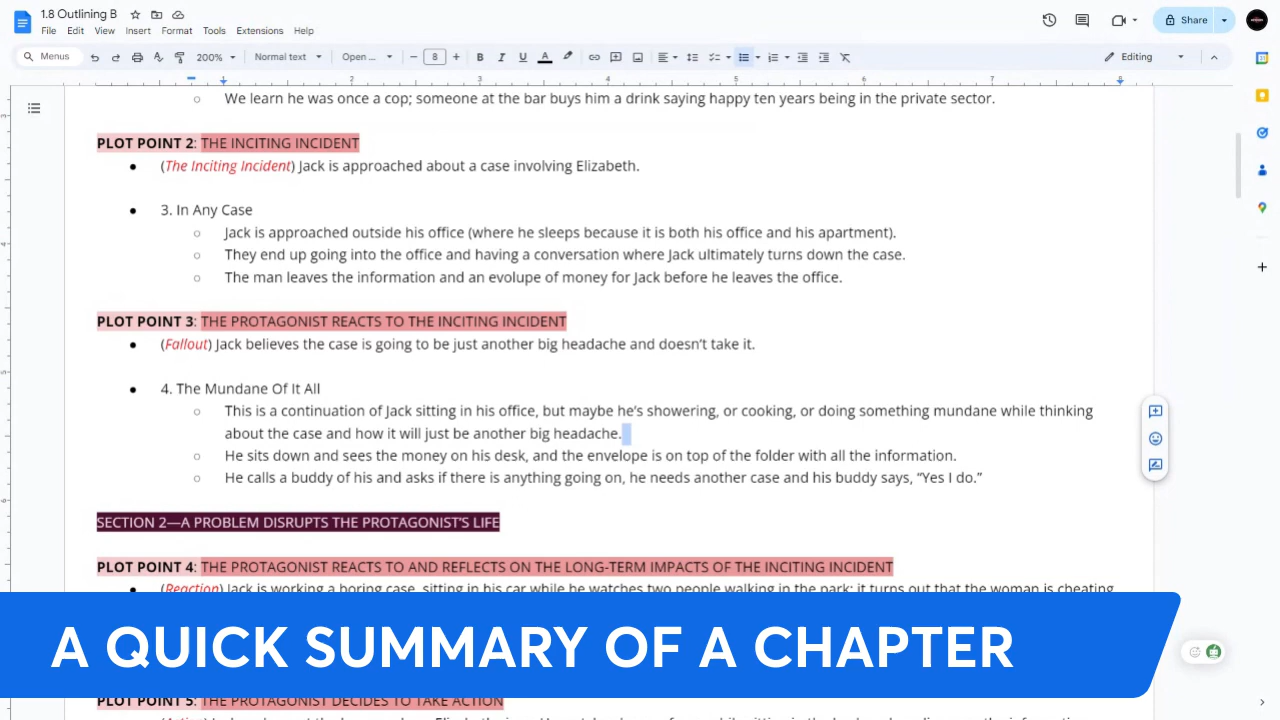 1.8 Outlining B
File Edit View Insert Format Tools Extensions Help
Share
Menus 200% Normal text Open ... 8 B I U A Editing
2 3 4 5 6 7 8
We learn he was once a cop; someone at the bar buys him a drink saying happy ten years being in the private sector.
PLOT POINT 2: THE INCITING INCIDENT
(The Inciting Incident) Jack is approached about a case involving Elizabeth.
3. In Any Case
Jack is approached outside his office (where he sleeps because it is both his office and his apartment).
They end up going into the office and having a conversation where Jack ultimately turns down the case.
The man leaves the information and an evolupe of money for Jack before he leaves the office.
PLOT POINT 3: THE PROTAGONIST REACTS TO THE INCITING INCIDENT
(Fallout) Jack believes the case is going to be just another big headache and doesn't take it.
4. The Mundane Of It All
This is a continuation of Jack sitting in his office, but maybe he's showering, or cooking, or doing something mundane while thinking
about the case and how it will just be another big headache.
He sits down and sees the money on his desk, and the envelope is on top of the folder with all the information.
He calls a buddy of his and asks if there is anything going on, he needs another case and his buddy says, “Yes I do.”
SECTION 2—A PROBLEM DISRUPTS THE PROTAGONIST'S LIFE
PLOT POINT 4: THE PROTAGONIST REACTS TO AND REFLECTS ON THE LONG-TERM IMPACTS OF THE INCITING INCIDENT
(Reaction) Jack is working a boring case, sitting in his car while he watches two people walking in the park; it turns out that the woman is cheating
A QUICK SUMMARY OF A CHAPTER
PLOT POINT 5: THE PROTAGONIST DECIDES TO TAKE ACTION